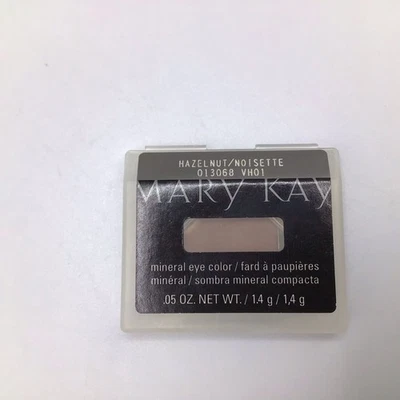 HAZELNUT/NOISETTE
013068 VH01
MARY KAY
mineral eye color / fard à paupières
minéral / sombra mineral compacta
.05 OZ. NET WT. / 1.4 g / 1,4 g